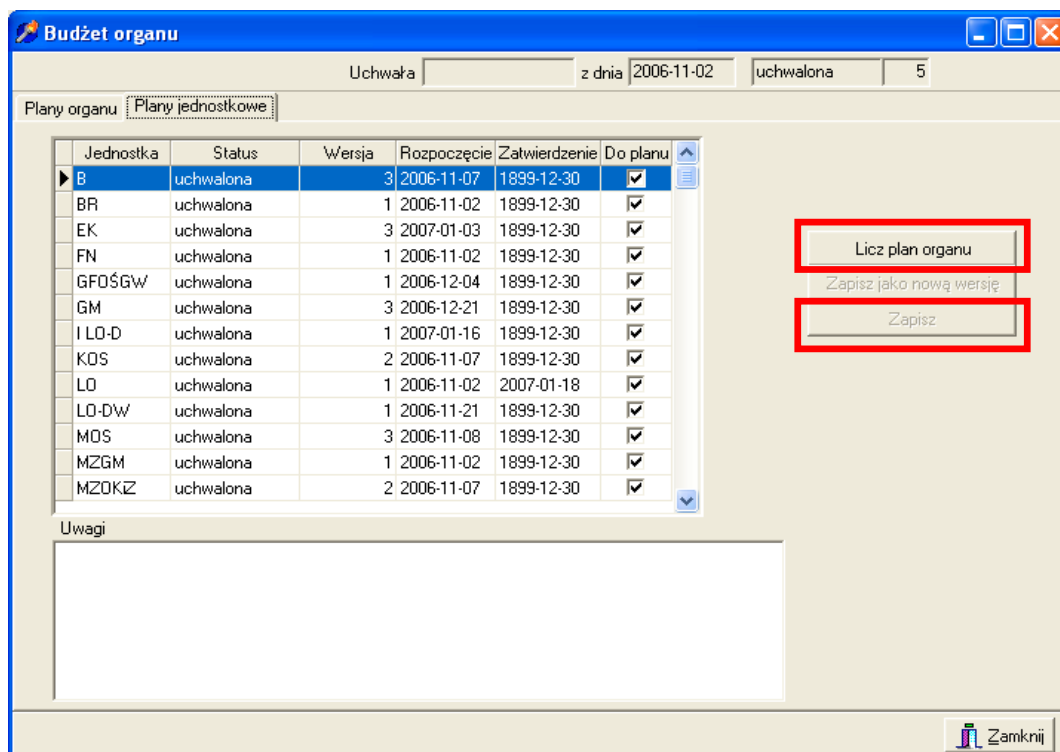 Budżet organu
Uchwała z dnia 2006-11-02 uchwalona 5
Plany organu Plany jednostkowe
Jednostka Status Wersja Rozpoczęcie Zatwierdzenie Do planu
B uchwalona 3 2006-11-07 1899-12-30
BR uchwalona 1 2006-11-02 1899-12-30
EK uchwalona 3 2007-01-03 1899-12-30
FN uchwalona 1 2006-11-02 1899-12-30
GFOŚGW uchwalona 1 2006-12-04 1899-12-30
GM uchwalona 3 2006-12-21 1899-12-30
I LO-D uchwalona 1 2007-01-16 1899-12-30
KOS uchwalona 2 2006-11-07 1899-12-30
LO uchwalona 1 2006-11-02 2007-01-18
LO-DW uchwalona 1 2006-11-21 1899-12-30
MOS uchwalona 3 2006-11-08 1899-12-30
MZGM uchwalona 1 2006-11-02 1899-12-30
MZOKiZ uchwalona 2 2006-11-07 1899-12-30
Licz plan organu
Zapisz jako nową wersję
Zapisz
Uwagi
Zamknij